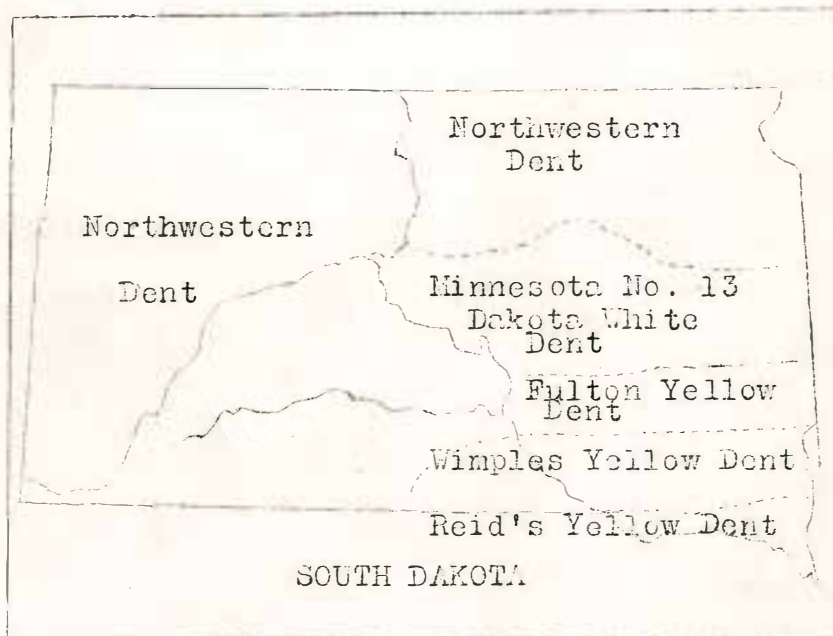 Northwestern
Dent
Northwestern
Dent
Minnesota No. 13
Dakota White
Dent
Fulton Yellow
Dent
Wimples Yellow Dent
Reid's Yellow Dent
SOUTH DAKOTA